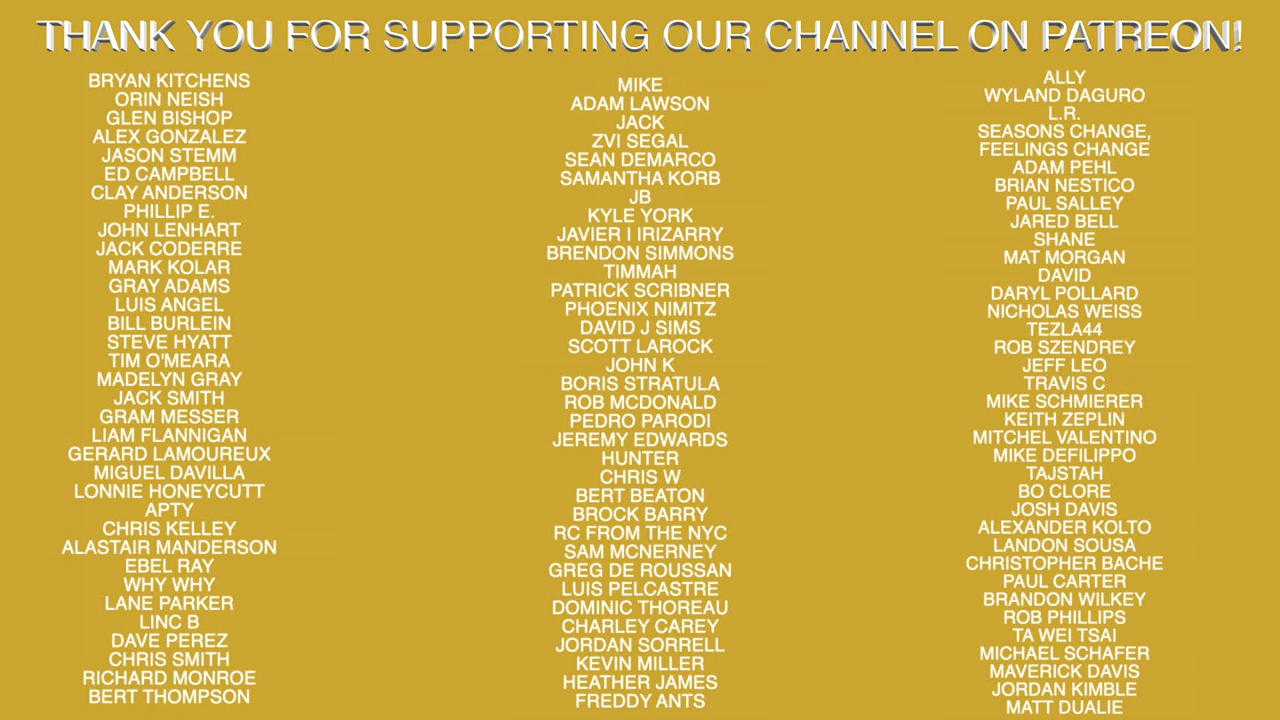 THANK YOU FOR SUPPORTING OUR CHANNEL ON PATREON!
BRYAN KITCHENS
ORIN NEISH
GLEN BISHOP
ALEX GONZALEZ
JASON STEMM
ED CAMPBELL
CLAY ANDERSON
PHILLIP E.
JOHN LENHART
JACK CODERRE
MARK KOLAR
GRAY ADAMS
LUIS ANGEL
BILL BURLEIN
STEVE HYATT
TIM O'MEARA
MADELYN GRAY
JACK SMITH
GRAM MESSER
LIAM FLANNIGAN
GERARD LAMOUREUX
MIGUEL DAVILLA
LONNIE HONEYCUTT
APTY
CHRIS KELLEY
ALASTAIR MANDERSON
EBEL RAY
WHY WHY
LANE PARKER
LINC B
DAVE PEREZ
CHRIS SMITH
RICHARD MONROE
BERT THOMPSON
MIKE
ADAM LAWSON
JACK
ZVI SEGAL
SEAN DEMARCO
SAMANTHA KORB
JB
KYLE YORK
JAVIER I IRIZARRY
BRENDON SIMMONS
TIMMAH
PATRICK SCRIBNER
PHOENIX NIMITZ
DAVID J SIMS
SCOTT LAROCK
JOHN K
BORIS STRATULA
ROB MCDONALD
PEDRO PARODI
JEREMY EDWARDS
HUNTER
CHRIS W
BERT BEATON
BROCK BARRY
RC FROM THE NYC
SAM MCNERNEY
GREG DE ROUSSAN
LUIS PELCASTRE
DOMINIC THOREAU
CHARLEY CAREY
JORDAN SORRELL
KEVIN MILLER
HEATHER JAMES
FREDDY ANTS
ALLY
WYLAND DAGURO
L.R.
SEASONS CHANGE,
FEELINGS CHANGE
ADAM PEHL
BRIAN NESTICO
PAUL SALLEY
JARED BELL
SHANE
MAT MORGAN
DAVID
DARYL POLLARD
NICHOLAS WEISS
TEZLA44
ROB SZENDREY
JEFF LEO
TRAVIS C
MIKE SCHMIERER
KEITH ZEPLIN
MITCHEL VALENTINO
MIKE DEFILIPPO
TAJSTAH
BO CLORE
JOSH DAVIS
ALEXANDER KOLTO
LANDON SOUSA
CHRISTOPHER BACHE
PAUL CARTER
BRANDON WILKEY
ROB PHILLIPS
TA WEI TSAI
MICHAEL SCHAFER
MAVERICK DAVIS
JORDAN KIMBLE
MATT DUALIE